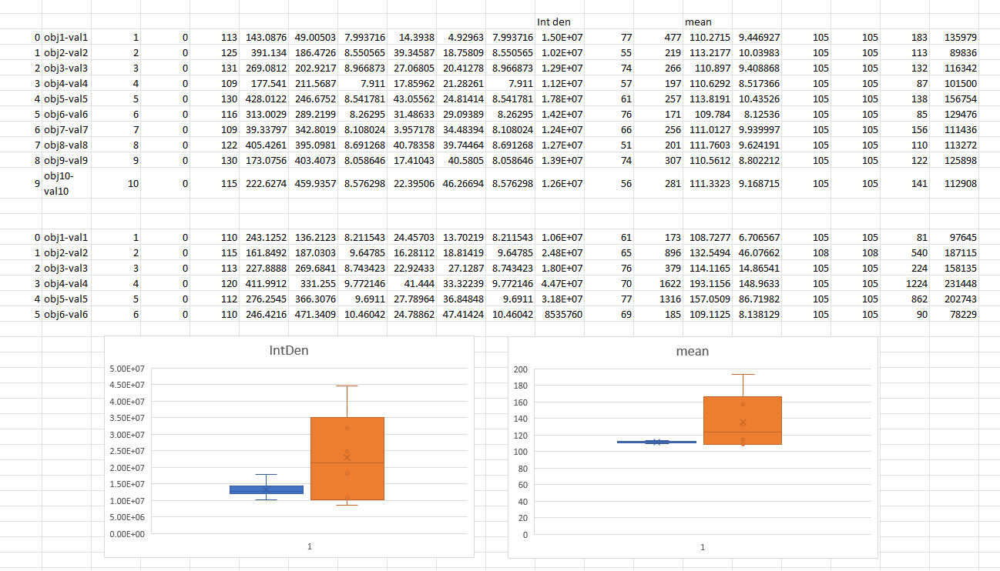 Int den mean
0 obj1-val1 1 0 113 143.0876 49.00503 7.993716 14.3938 4.92963 7.993716 1.50E+07 77 477 110.2715 9.446927 105 105 183 135979
1 obj2-val2 2 0 125 391.134 186.4726 8.550565 39.34587 18.75809 8.550565 1.02E+07 55 219 113.2177 10.03983 105 105 113 89836
2 obj3-val3 3 0 131 269.0812 202.9217 8.966873 27.06805 20.41278 8.966873 1.29E+07 74 266 110.897 9.408868 105 105 132 116342
3 obj4-val4 4 0 109 177.541 211.5687 7.911 17.85962 21.28261 7.911 1.12E+07 57 197 110.6292 8.517366 105 105 87 101500
4 obj5-val5 5 0 130 428.0122 246.6752 8.541781 43.05562 24.81414 8.541781 1.78E+07 61 257 113.8191 10.43526 105 105 138 156754
5 obj6-val6 6 0 116 313.0029 289.2199 8.26295 31.48633 29.09389 8.26295 1.42E+07 76 171 109.784 8.12536 105 105 85 129476
6 obj7-val7 7 0 109 39.33797 342.8019 8.108024 3.957178 34.48394 8.108024 1.24E+07 66 256 111.0127 9.939997 105 105 156 111436
7 obj8-val8 8 0 122 405.4261 395.0981 8.691268 40.78358 39.74464 8.691268 1.27E+07 51 201 111.7603 9.624191 105 105 110 113272
8 obj9-val9 9 0 130 173.0756 403.4073 8.058646 17.41043 40.5805 8.058646 1.39E+07 74 307 110.5612 8.802212 105 105 122 125898
obj10-
9 10 0 115 222.6274 459.9357 8.576298 22.39506 46.26694 8.576298 1.26E+07 56 281 111.3323 9.168715 105 105 141 112908
val10
0 obj1-val1 1 0 110 243.1252 136.2123 8.211543 24.45703 13.70219 8.211543 1.06E+07 61 173 108.7277 6.706567 105 105 81 97645
1 obj2-val2 2 0 115 161.8492 187.0303 9.64785 16.28112 18.81419 9.64785 2.48E+07 65 896 132.5494 46.07662 108 108 540 187115
2 obj3-val3 3 0 113 227.8888 269.6841 8.743423 22.92433 27.1287 8.743423 1.80E+07 76 379 114.1165 14.86541 105 105 224 158135
3 obj4-val4 4 0 120 411.9912 331.255 9.772146 41.444 33.32239 9.772146 4.47E+07 70 1622 193.1156 148.9633 105 105 1224 231448
4 obj5-val5 5 0 112 276.2545 366.3076 9.6911 27.78964 36.84848 9.6911 3.18E+07 77 1316 157.0509 86.71982 105 105 862 202743
5 obj6-val6 6 0 110 246.4216 471.3409 10.46042 24.78862 47.41424 10.46042 8535760 69 185 109.1125 8.138129 105 105 90 78229
IntDen
5.00E+07
4.50E+07
4.00E+07
3.50E+07
3.00E+07
2.50E+07
2.00E+07
1.50E+07
1.00E+07
5.00E+06
0.00E+00
1
mean
200
180
160
140
120
100
80
60
40
20
0
1